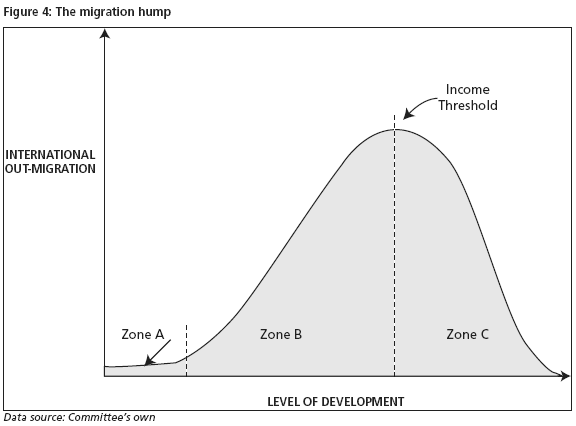 Figure 4: The migration hump
Income
Threshold
INTERNATIONAL
OUT-MIGRATION
Zone A
Zone B
Zone C
LEVEL OF DEVELOPMENT
Data source: Committee's own